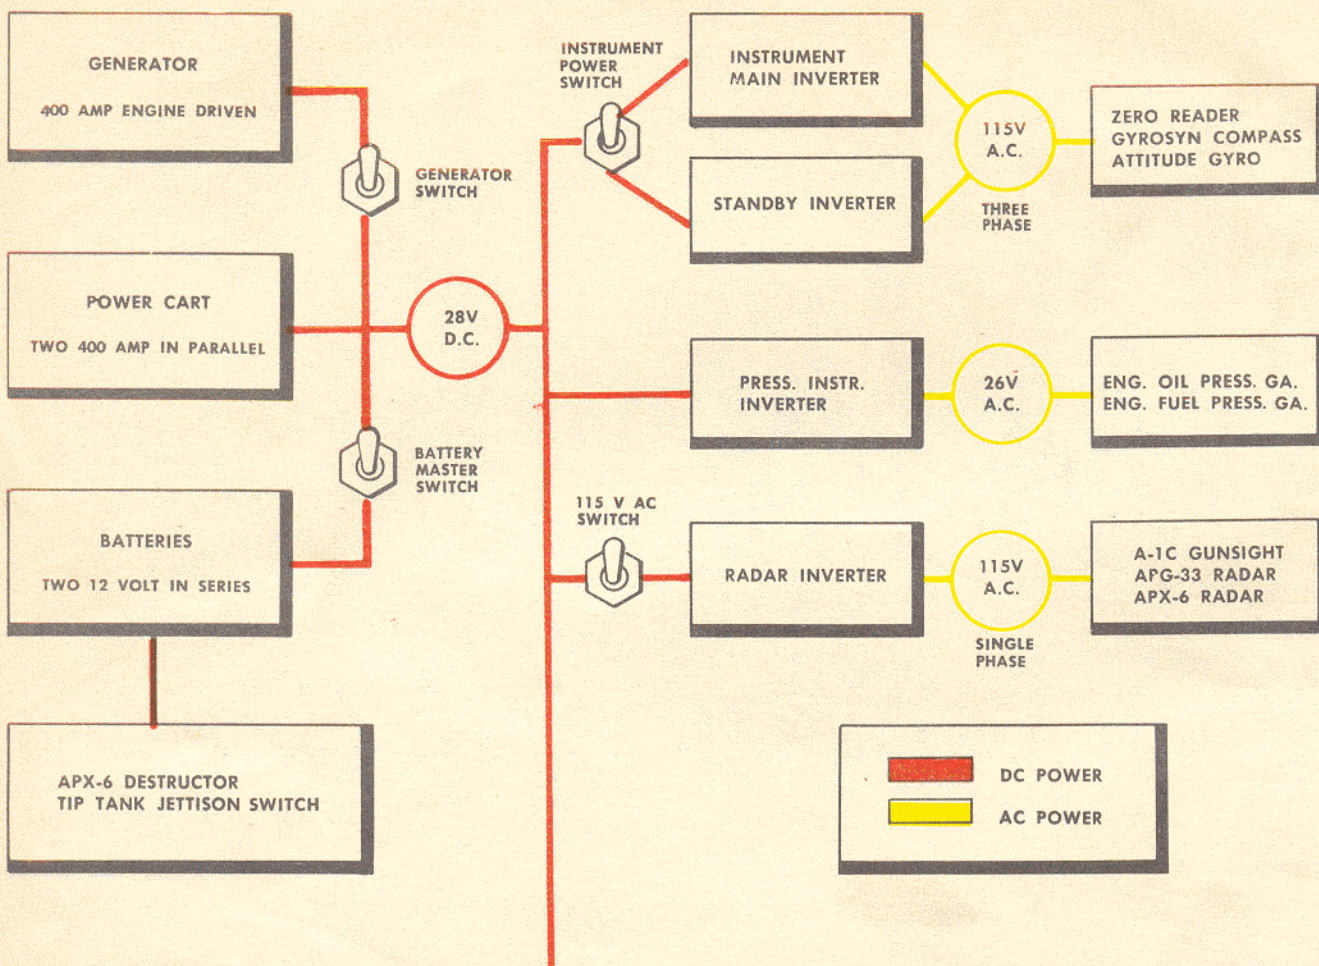 GENERATOR
400 AMP ENGINE DRIVEN
GENERATOR
SWITCH
POWER CART
TWO 400 AMP IN PARALLEL
28V
D.C.
BATTERY
MASTER
SWITCH
BATTERIES
TWO 12 VOLT IN SERIES
APX-6 DESTRUCTOR
TIP TANK JETTISON SWITCH
INSTRUMENT
POWER
SWITCH
INSTRUMENT
MAIN INVERTER
STANDBY INVERTER
115V
A.C.
THREE
PHASE
ZERO READER
GYROSYN COMPASS
ATTITUDE GYRO
PRESS. INSTR.
INVERTER
26V
A.C.
ENG. OIL PRESS. GA.
ENG. FUEL PRESS. GA.
115 V AC
SWITCH
RADAR INVERTER
115V
A.C.
SINGLE
PHASE
A-1C GUNSIGHT
APG-33 RADAR
APX-6 RADAR
DC POWER
AC POWER